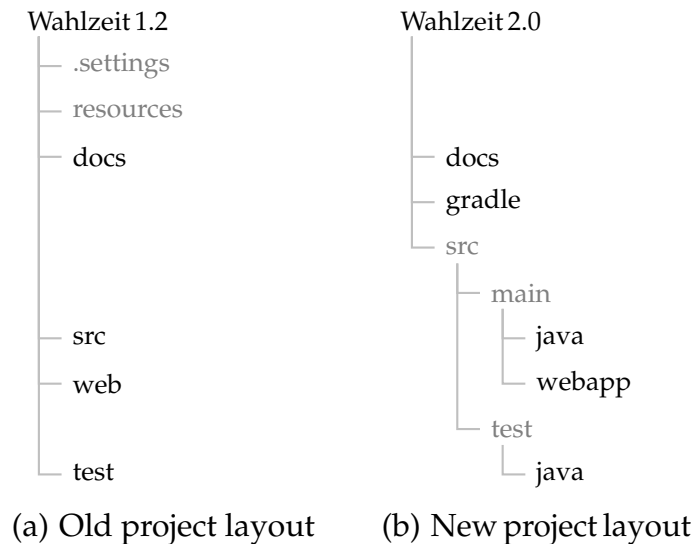 Wahlzeit 1.2
.settings
resources
docs
src
web
test
(a) Old project layout
Wahlzeit 2.0
docs
gradle
src
main
java
webapp
test
java
(b) New project layout